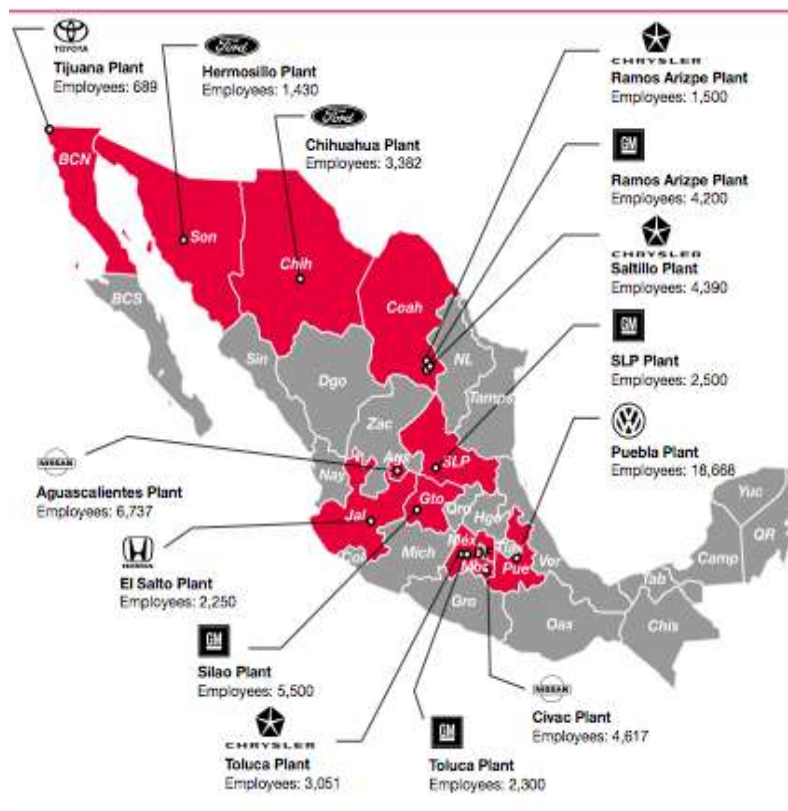 TOYOTA
Tijuana Plant
Employees: 689
Ford
Hermosillo Plant
Employees: 1,430
Ford
Chihuahua Plant
Employees: 3,362
CHRYSLER
Ramos Arizpe Plant
Employees: 1,500
GM
Ramos Arizpe Plant
Employees: 4,200
CHRYSLER
Saltillo Plant
Employees: 4,390
GM
SLP Plant
Employees: 2,500
Puebla Plant
Employees: 18,668
NISSAN
Aguascalientes Plant
Employees: 6,737
HONDA
El Salto Plant
Employees: 2,250
GM
Silao Plant
Employees: 5,500
CHRYSLER
Toluca Plant
Employees: 3,051
GM
Toluca Plant
Employees: 2,300
NISSAN
Civac Plant
Employees: 4,617
BCN
Son
Chih
Coah
BCS
Sin
Dgo
NL
Tamps
Zac
Nay
Ags
SLP
Jal
Gto
Qro
Hgo
Col
Mich
Méx
DF
Mor
Pue
Ver
Gro
Oax
Tab
Chis
Camp
Yuc
QR